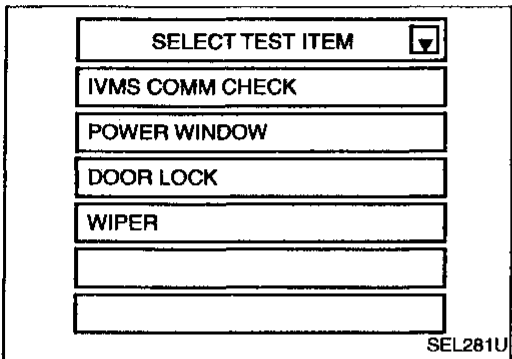 SELECT TEST ITEM
IVMS COMM CHECK
POWER WINDOW
DOOR LOCK
WIPER
SEL281U